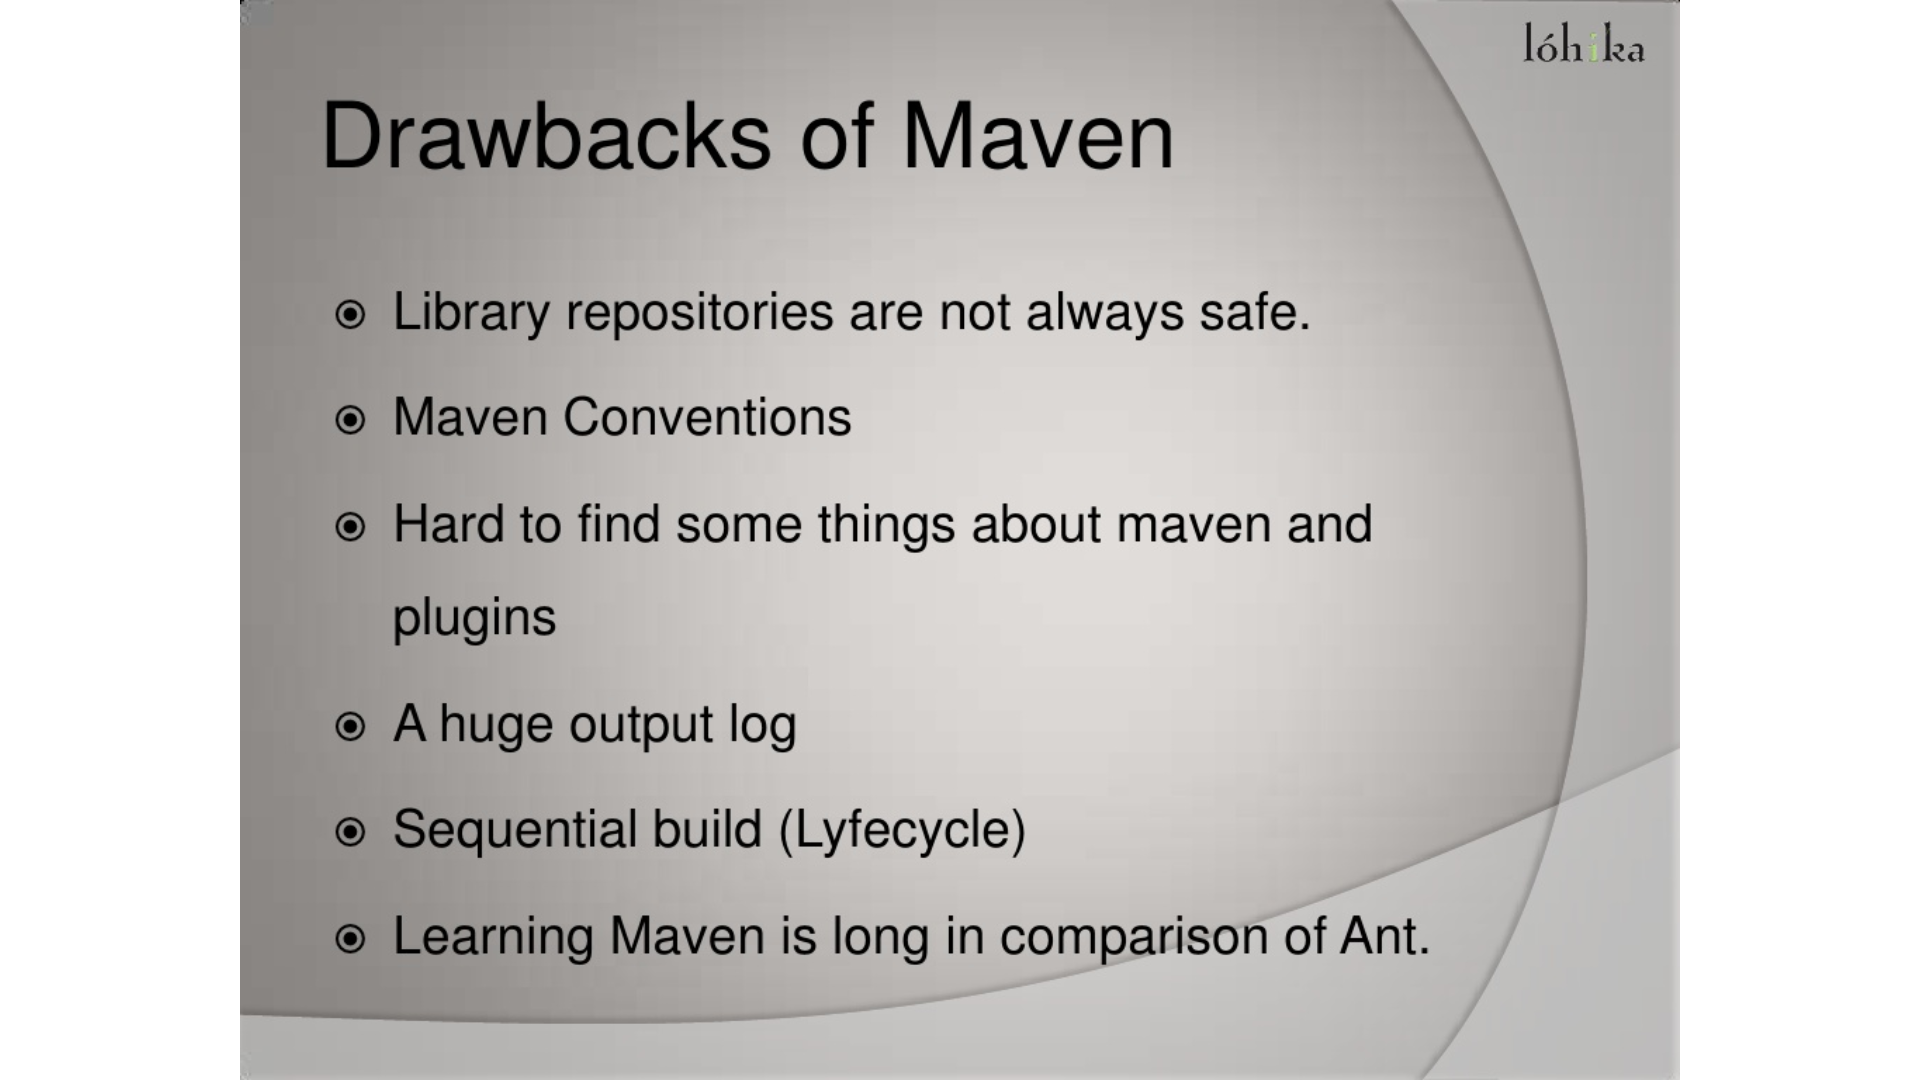 lóhika
Drawbacks of Maven
Library repositories are not always safe.
Maven Conventions
Hard to find some things about maven and
plugins
A huge output log
Sequential build (Lyfecycle)
Learning Maven is long in comparison of Ant.